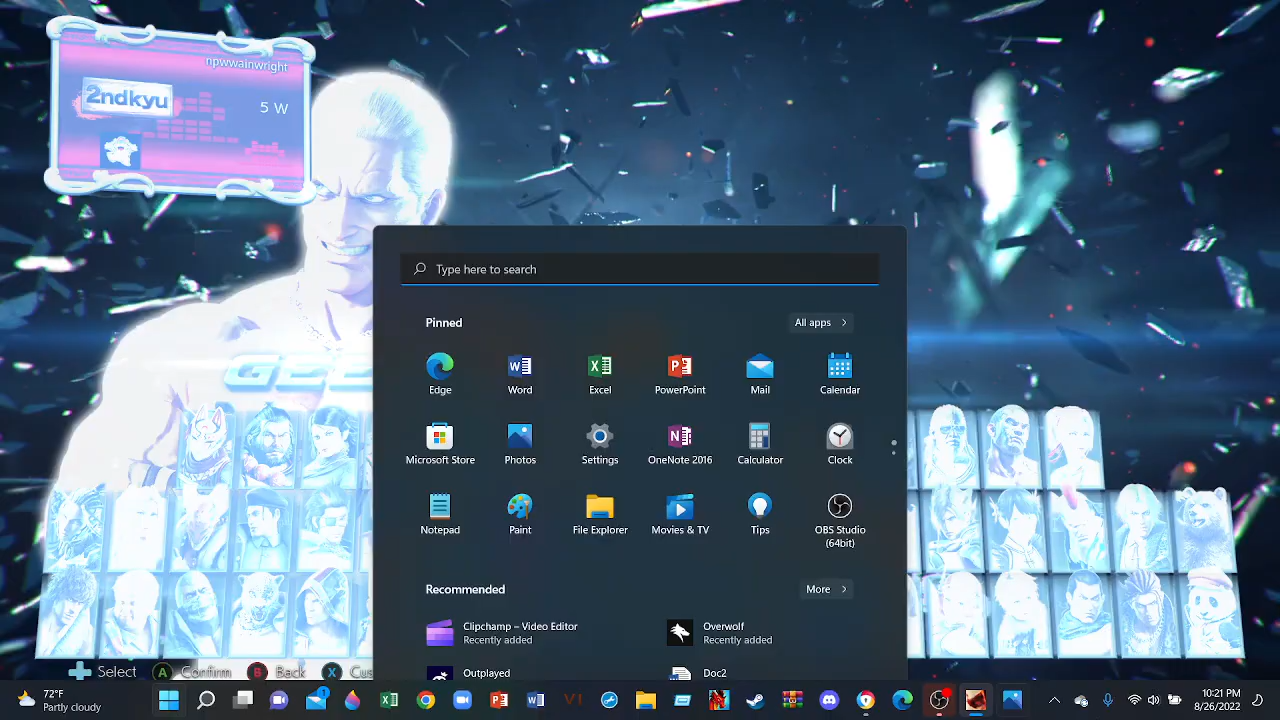 npwwainwright
2ndkyu
5 W
Type here to search
Pinned
All apps
Edge
Word
Excel
PowerPoint
Mail
Calendar
Microsoft Store
Photos
Settings
OneNote 2016
Calculator
Clock
Notepad
Paint
File Explorer
Movies & TV
Tips
OBS Studio
(64bit)
Recommended
More
Clipchamp – Video Editor
Recently added
Overwolf
Recently added
Outplayed
Doc2
Select
A Confirm
B Back
X
72°F
Partly cloudy
1
10:21 PM
8/26/2022